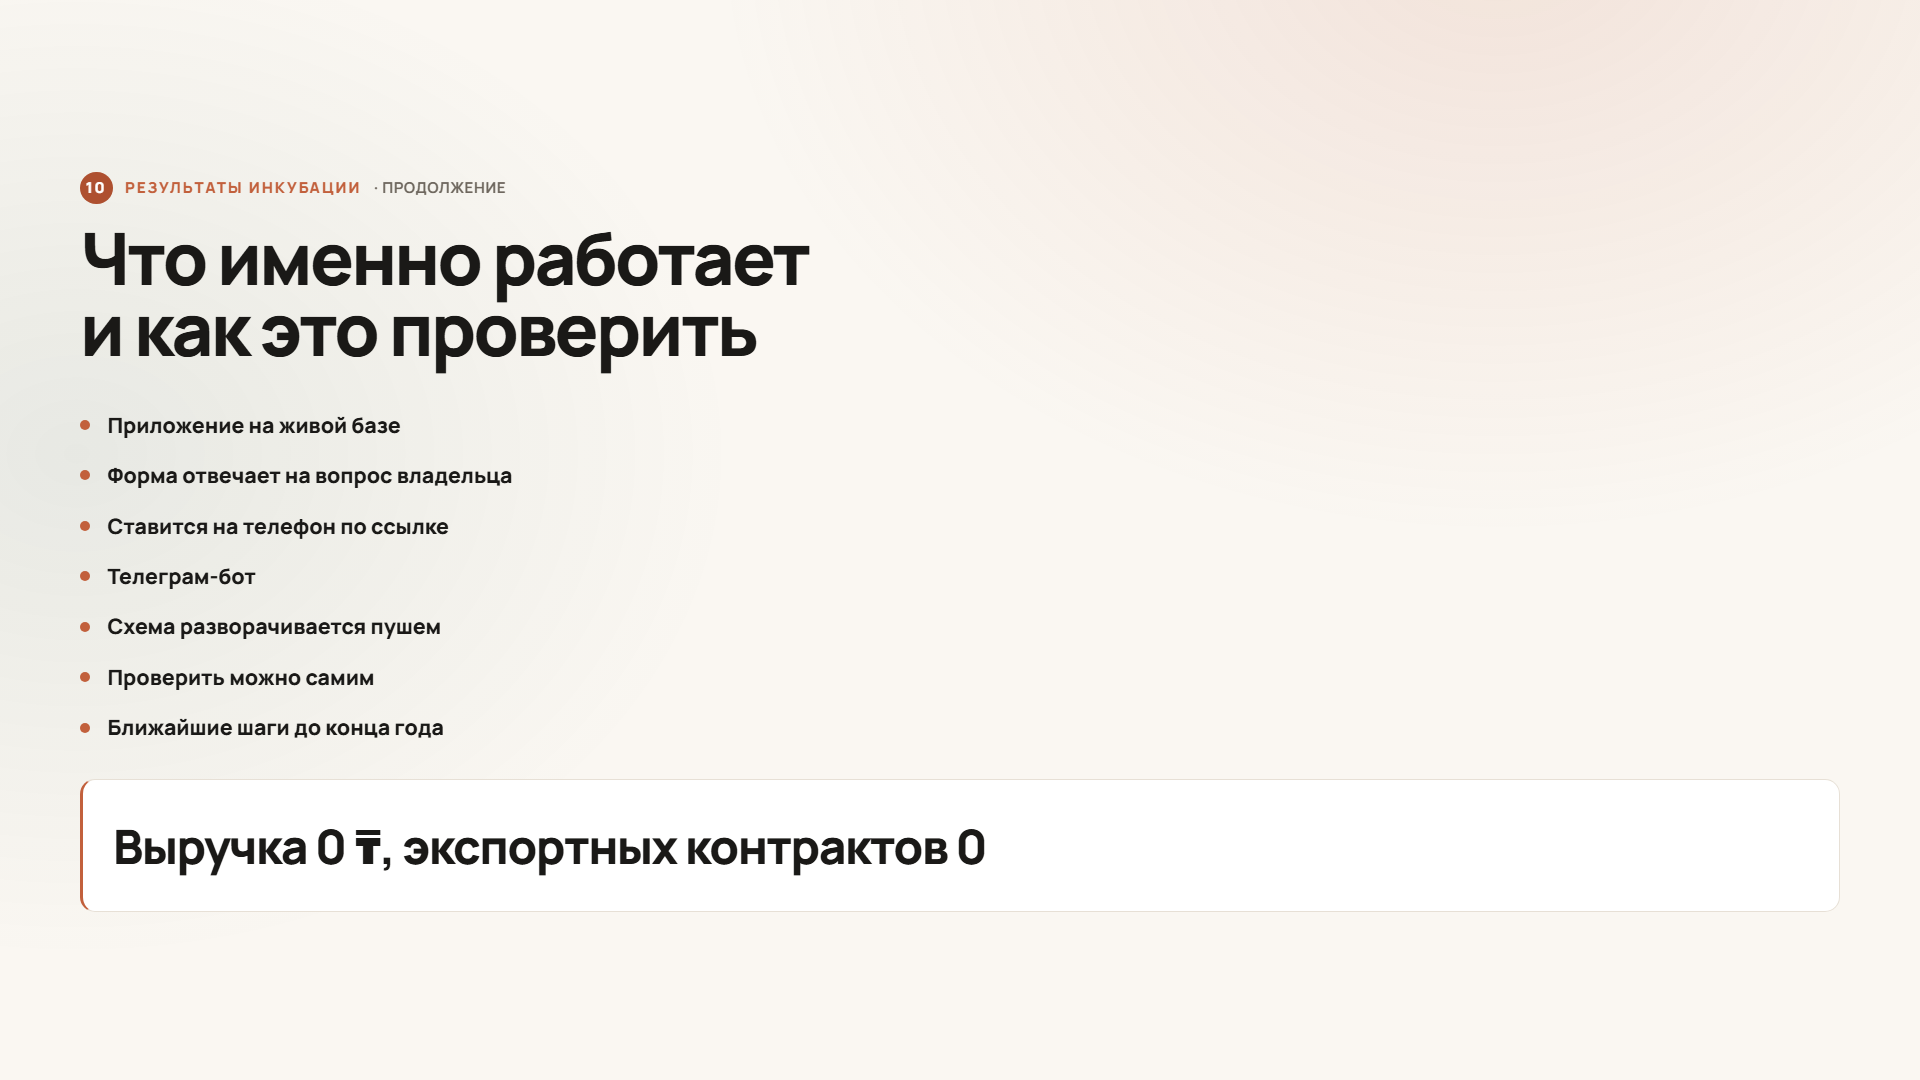 10 РЕЗУЛЬТАТЫ ИНКУБАЦИИ · ПРОДОЛЖЕНИЕ
Что именно работает
и как это проверить
Приложение на живой базе
Форма отвечает на вопрос владельца
Ставится на телефон по ссылке
Телеграм-бот
Схема разворачивается пушем
Проверить можно самим
Ближайшие шаги до конца года
Выручка 0 ₸, экспортных контрактов 0